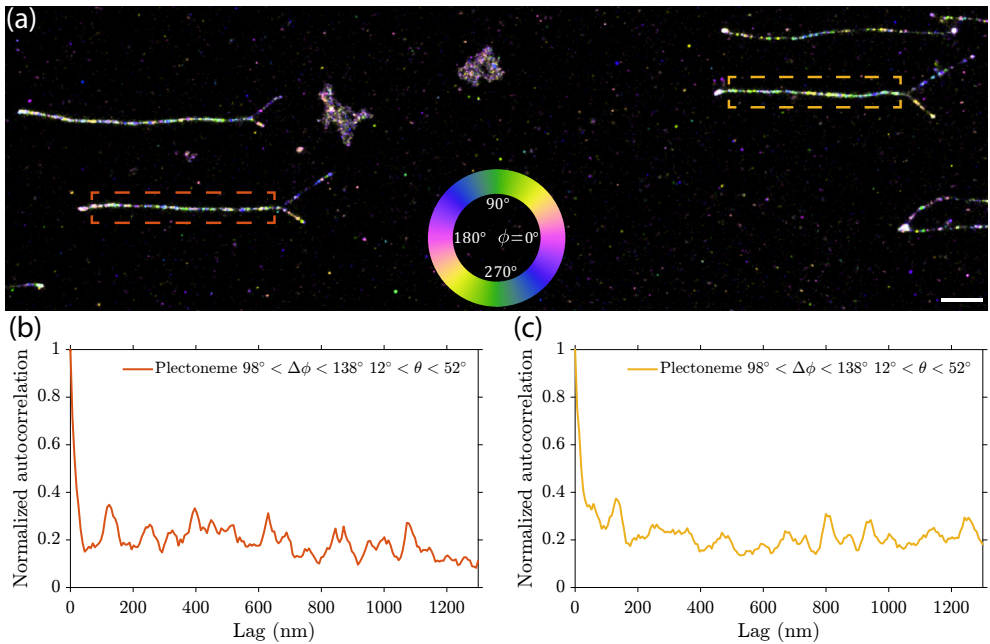 (a)
90°
180° ϕ=0°
270°
(b)
(c)
Normalized autocorrelation
1
0.8
0.6
0.4
0.2
0
Plectoneme 98° < Δϕ < 138° 12° < θ < 52°
0 200 400 600 800 1000 1200
Lag (nm)
Normalized autocorrelation
1
0.8
0.6
0.4
0.2
0
Plectoneme 98° < Δϕ < 138° 12° < θ < 52°
0 200 400 600 800 1000 1200
Lag (nm)